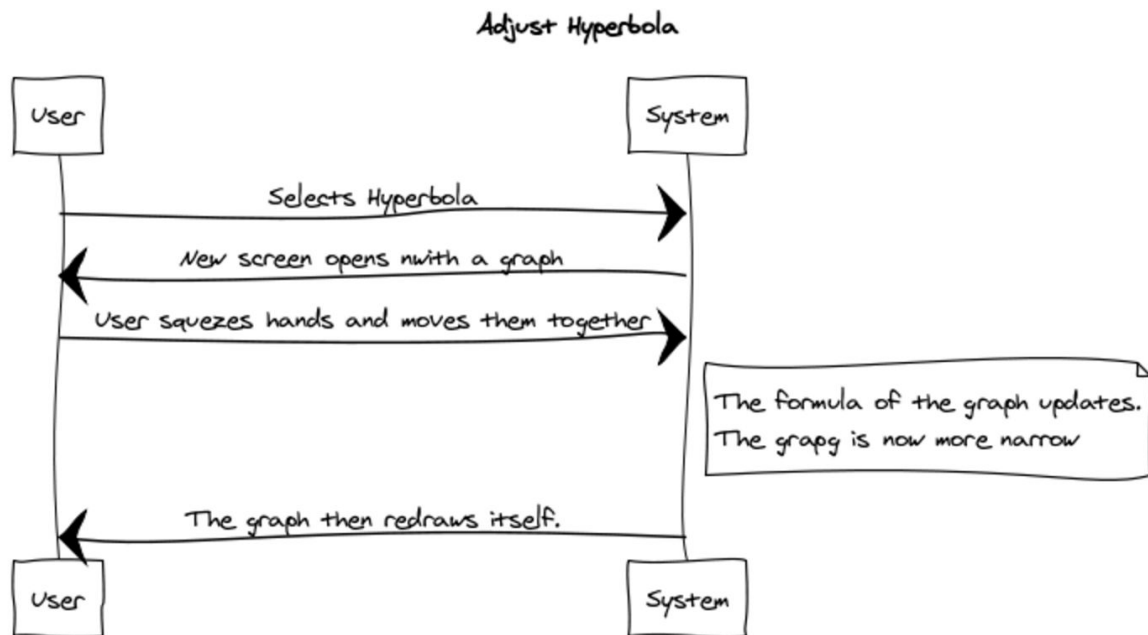 Adjust Hyperbola
User
System
Selects Hyperbola
New screen opens nwith a graph
User squezes hands and moves them together
The formula of the graph updates.
The grapg is now more narrow
The graph then redraws itself.
User
System